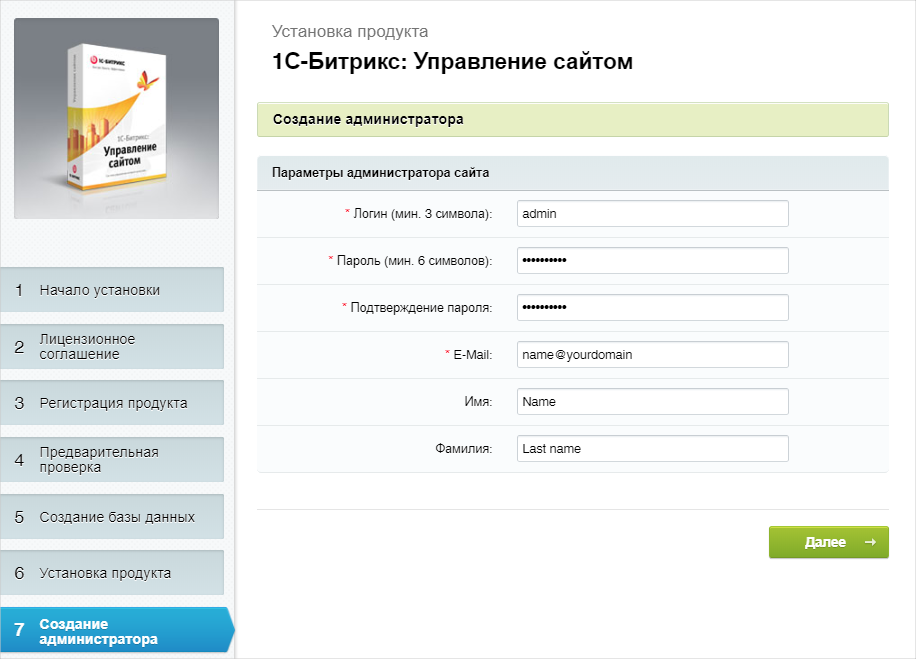 1С-БИТРИКС
1С-Битрикс:
Управление
сайтом
1 Начало установки
2 Лицензионное
соглашение
3 Регистрация продукта
4 Предварительная
проверка
5 Создание базы данных
6 Установка продукта
7 Создание
администратора
Установка продукта
1С-Битрикс: Управление сайтом
Создание администратора
Параметры администратора сайта
* Логин (мин. 3 символа): admin
* Пароль (мин. 6 символов): ••••••••••
* Подтверждение пароля: ••••••••••
* E-Mail: name@yourdomain
Имя: Name
Фамилия: Last name
Далее →